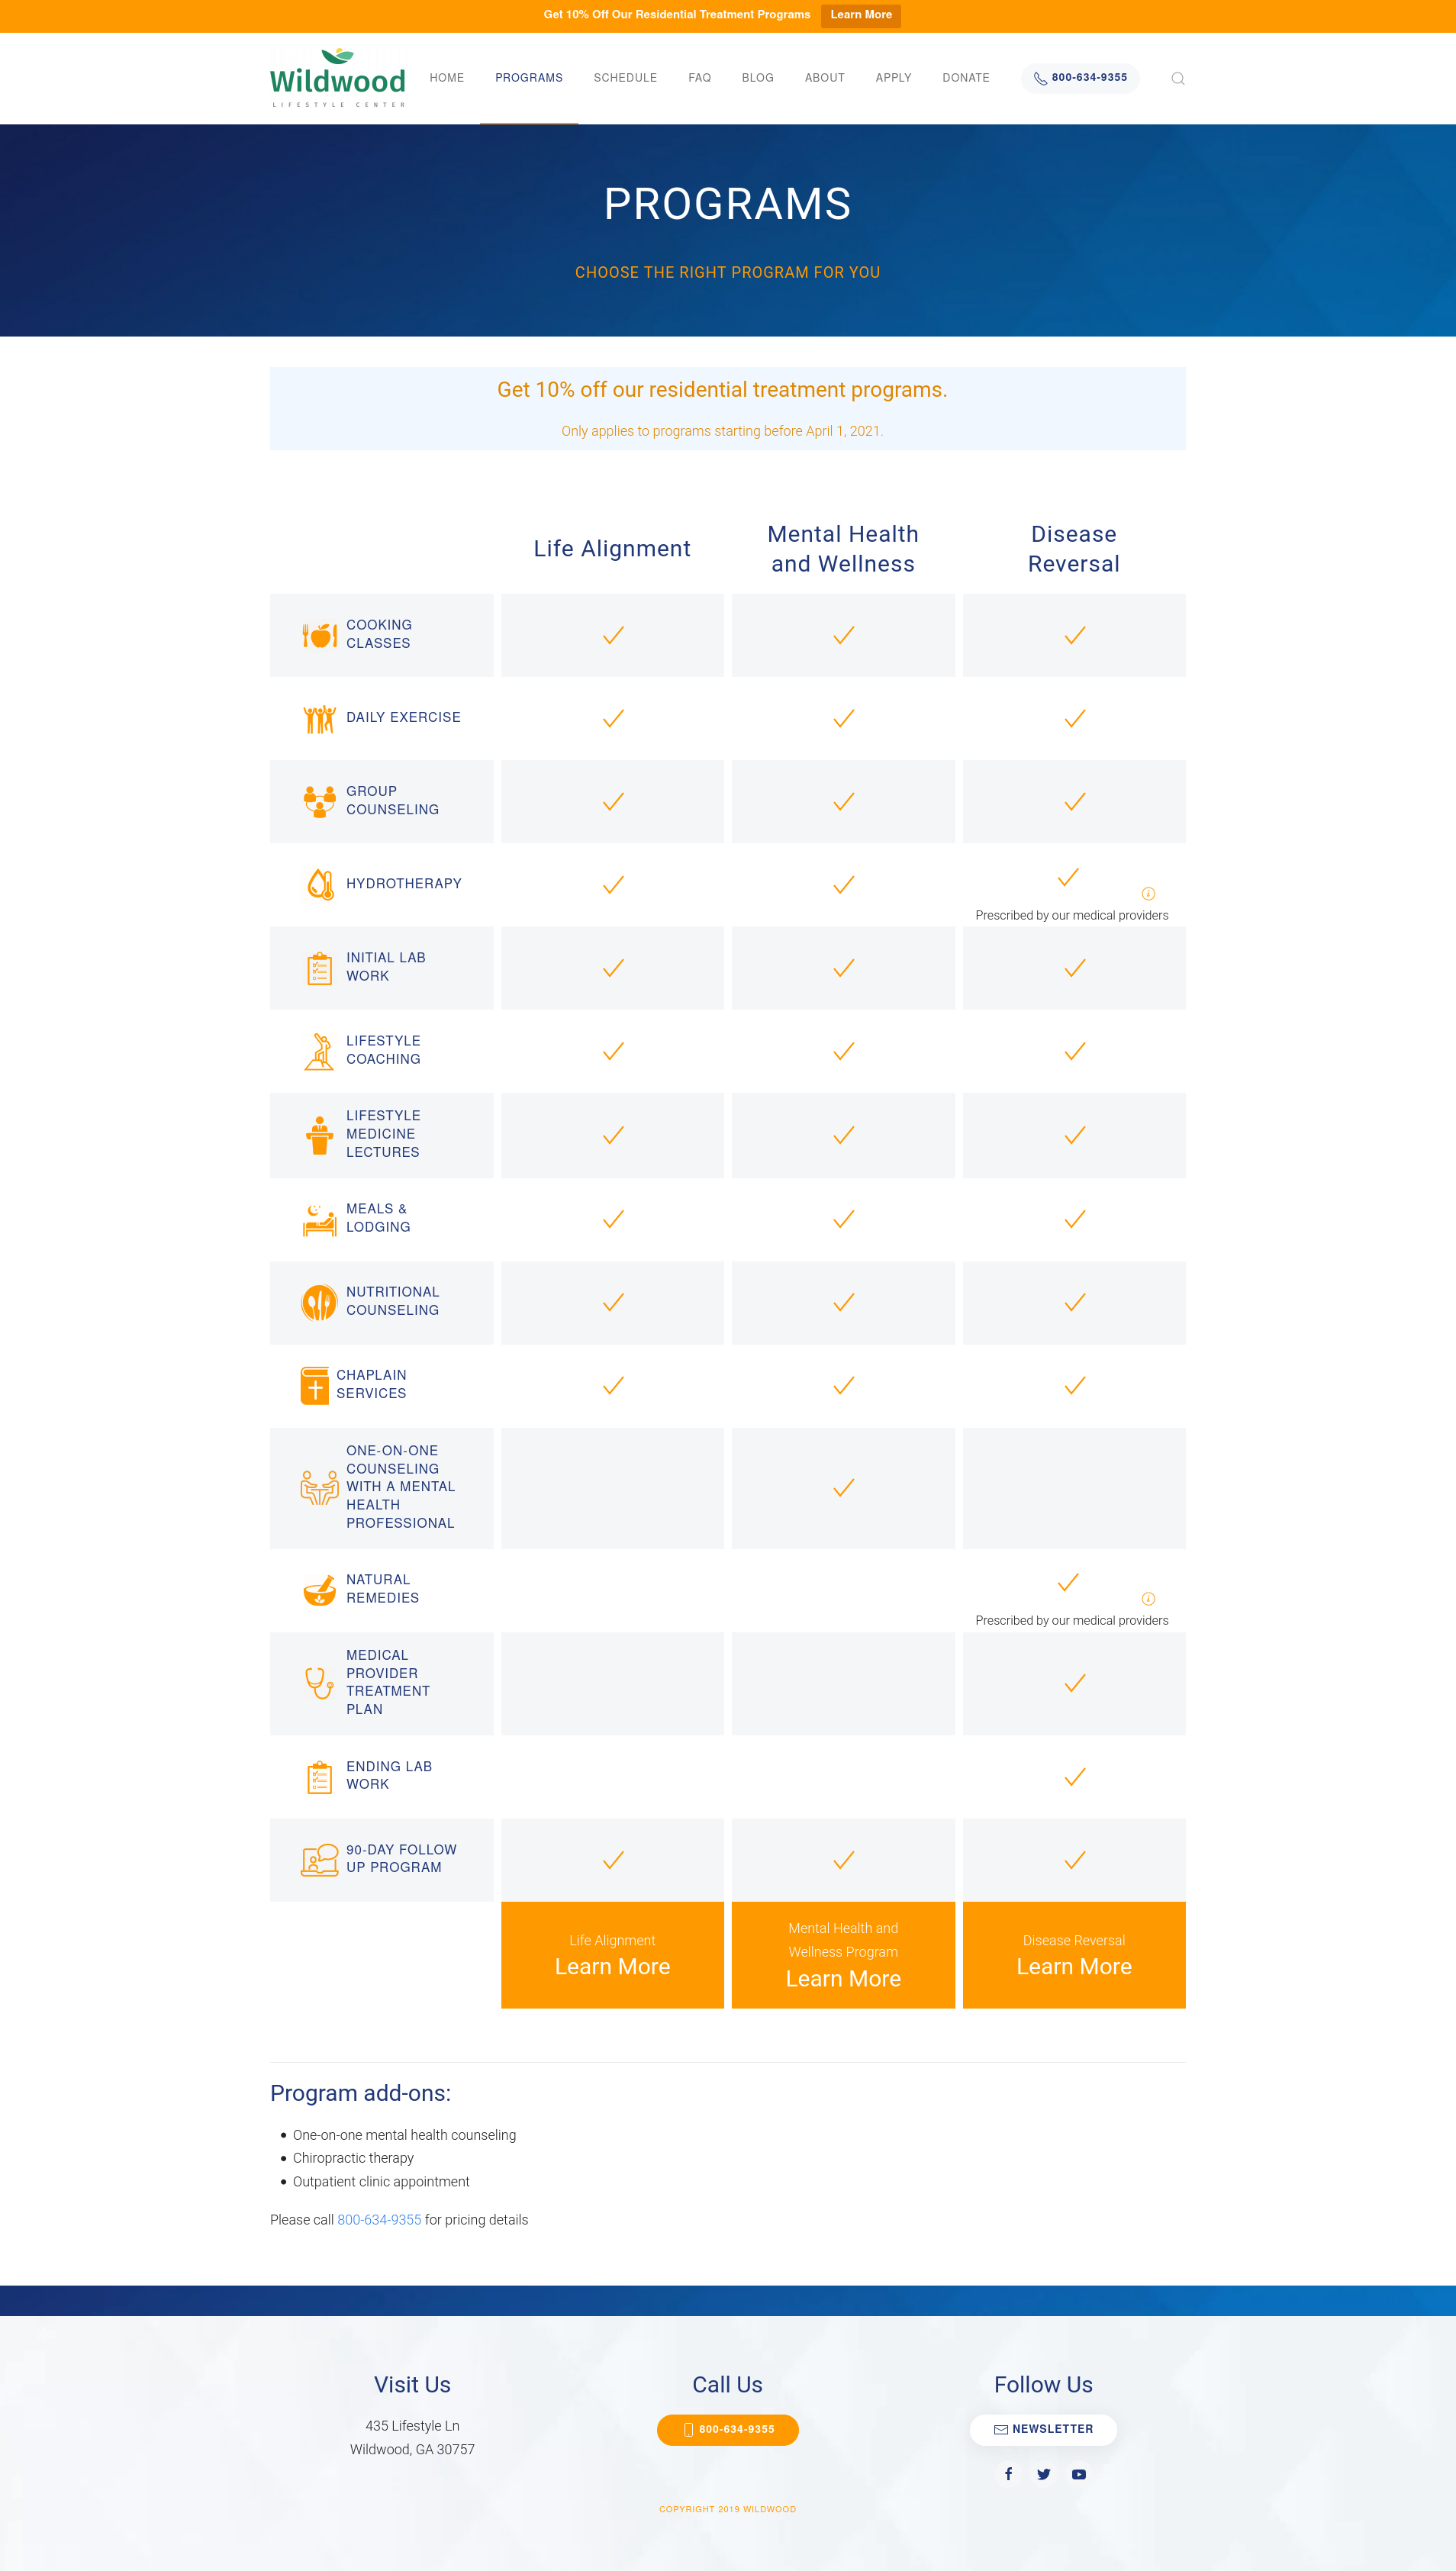 Get 10% Off Our Residential Treatment Programs Learn More
Wildwood
LIFESTYLE CENTER
HOME PROGRAMS SCHEDULE FAQ BLOG ABOUT APPLY DONATE 800-634-9355
PROGRAMS
CHOOSE THE RIGHT PROGRAM FOR YOU
Get 10% off our residential treatment programs.
Only applies to programs starting before April 1, 2021.
Life Alignment
Mental Health
and Wellness
Disease
Reversal
COOKING
CLASSES
DAILY EXERCISE
GROUP
COUNSELING
HYDROTHERAPY
Prescribed by our medical providers
INITIAL LAB
WORK
LIFESTYLE
COACHING
LIFESTYLE
MEDICINE
LECTURES
MEALS &
LODGING
NUTRITIONAL
COUNSELING
CHAPLAIN
SERVICES
ONE-ON-ONE
COUNSELING
WITH A MENTAL
HEALTH
PROFESSIONAL
NATURAL
REMEDIES
Prescribed by our medical providers
MEDICAL
PROVIDER
TREATMENT
PLAN
ENDING LAB
WORK
90-DAY FOLLOW
UP PROGRAM
Life Alignment
Learn More
Mental Health and
Wellness Program
Learn More
Disease Reversal
Learn More
Program add-ons:
One-on-one mental health counseling
Chiropractic therapy
Outpatient clinic appointment
Please call 800-634-9355 for pricing details
Visit Us
435 Lifestyle Ln
Wildwood, GA 30757
Call Us
800-634-9355
Follow Us
NEWSLETTER
COPYRIGHT 2019 WILDWOOD